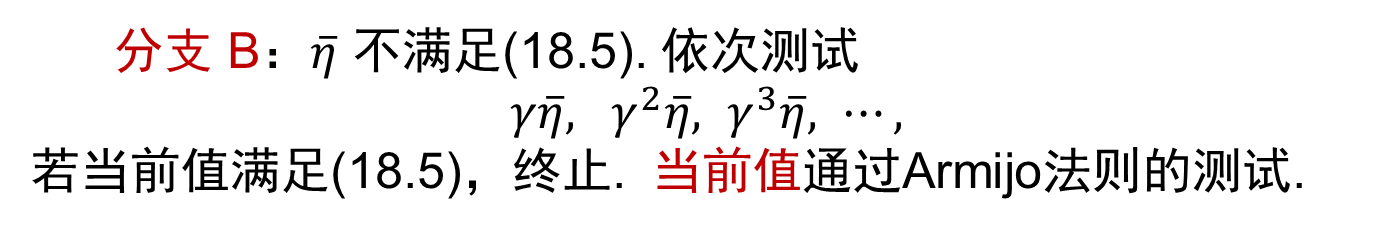 分支 B：η̄ 不满足(18.5). 依次测试
γη̄, γ²η̄, γ³η̄, ⋯,
若当前值满足(18.5)，终止. 当前值通过Armijo法则的测试.